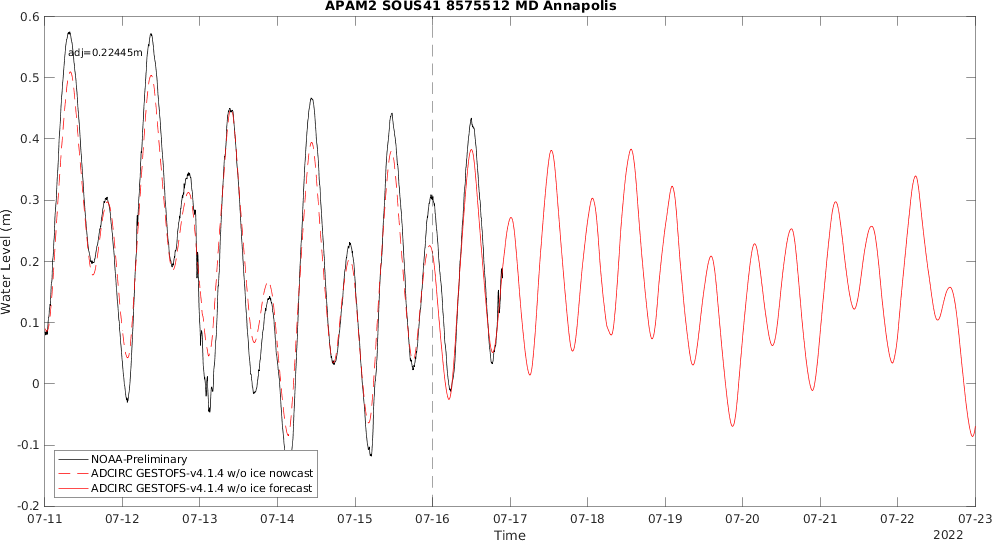 APAM2 SOUS41 8575512 MD Annapolis
adj=0.22445m
Water Level (m)
0.6
0.5
0.4
0.3
0.2
0.1
0
-0.1
-0.2
NOAA-Preliminary
ADCIRC GESTOFS-v4.1.4 w/o ice nowcast
ADCIRC GESTOFS-v4.1.4 w/o ice forecast
07-11 07-12 07-13 07-14 07-15 07-16 07-17 07-18 07-19 07-20 07-21 07-22 07-23
Time
2022